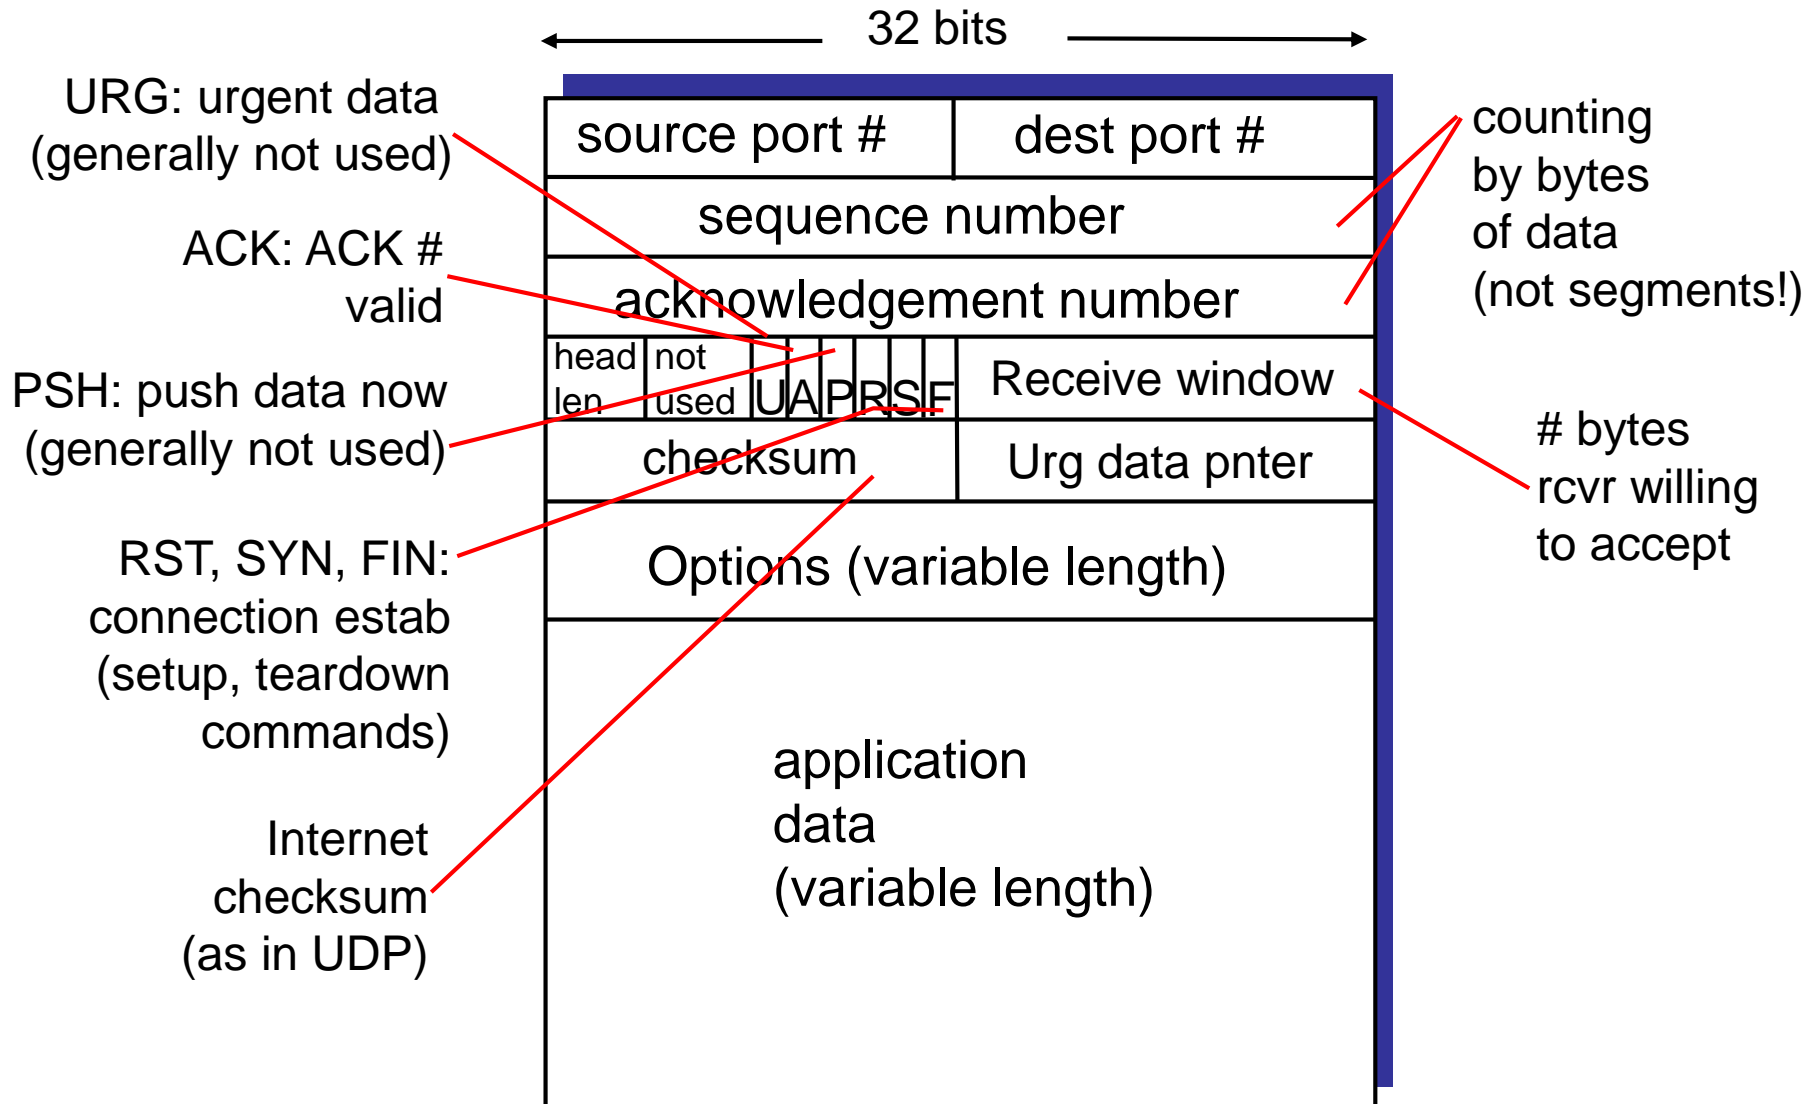 32 bits
URG: urgent data
(generally not used)
ACK: ACK #
valid
PSH: push data now
(generally not used)
RST, SYN, FIN:
connection estab
(setup, teardown
commands)
Internet
checksum
(as in UDP)
source port #
dest port #
sequence number
acknowledgement number
head
len
not
used
U
A
P
R
S
F
Receive window
checksum
Urg data pnter
Options (variable length)
application
data
(variable length)
counting
by bytes
of data
(not segments!)
# bytes
rcvr willing
to accept